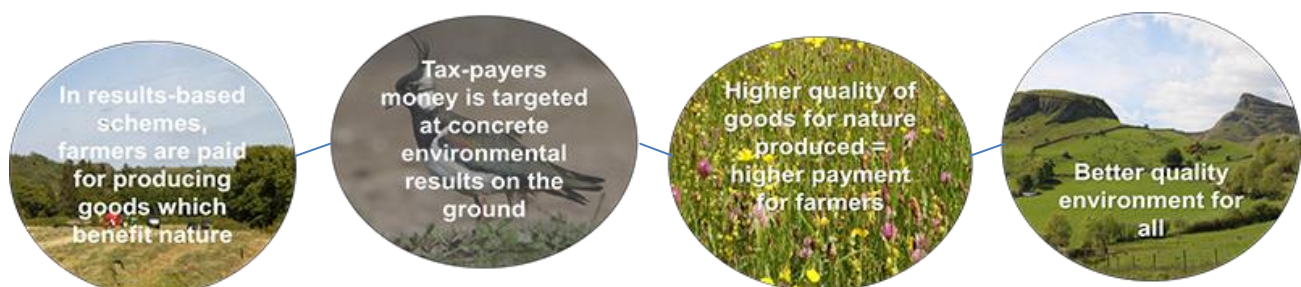 In results-based
schemes,
farmers are paid
for producing
goods which
benefit nature
Tax-payers
money is targeted
at concrete
environmental
results on the
ground
Higher quality of
goods for nature
produced =
higher payment
for farmers
Better quality
environment for
all